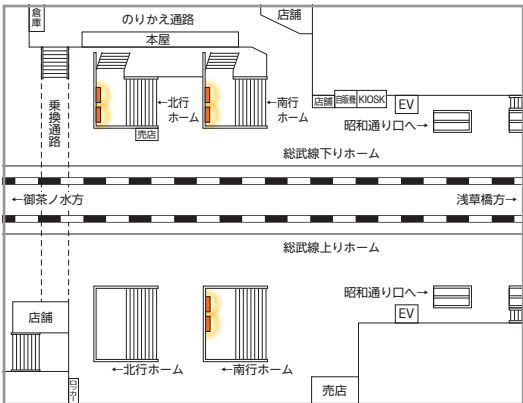 倉庫
のりかえ通路
本屋
店舗
←北行
ホーム
←南行
ホーム
売店
店舗
自販機
KIOSK
EV
昭和通り口へ→
乗換通路
総武線下りホーム
←御茶ノ水方
浅草橋方→
総武線上りホーム
昭和通り口へ→
EV
店舗
←北行ホーム
←南行ホーム
ロッカー
売店